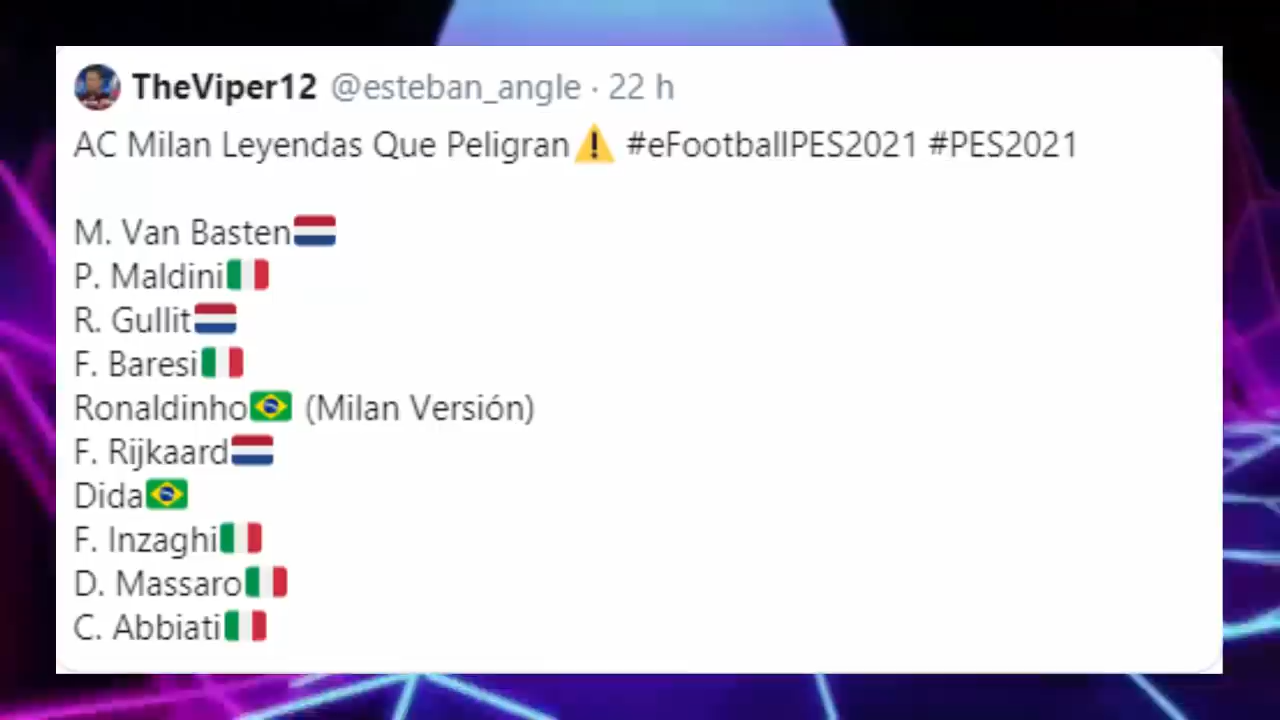 TheViper12 @esteban_angle · 22 h
AC Milan Leyendas Que Peligran⚠️ #eFootballPES2021 #PES2021
M. Van Basten🇳🇱
P. Maldini🇮🇹
R. Gullit🇳🇱
F. Baresi🇮🇹
Ronaldinho🇧🇷 (Milan Versión)
F. Rijkaard🇳🇱
Dida🇧🇷
F. Inzaghi🇮🇹
D. Massaro🇮🇹
C. Abbiati🇮🇹